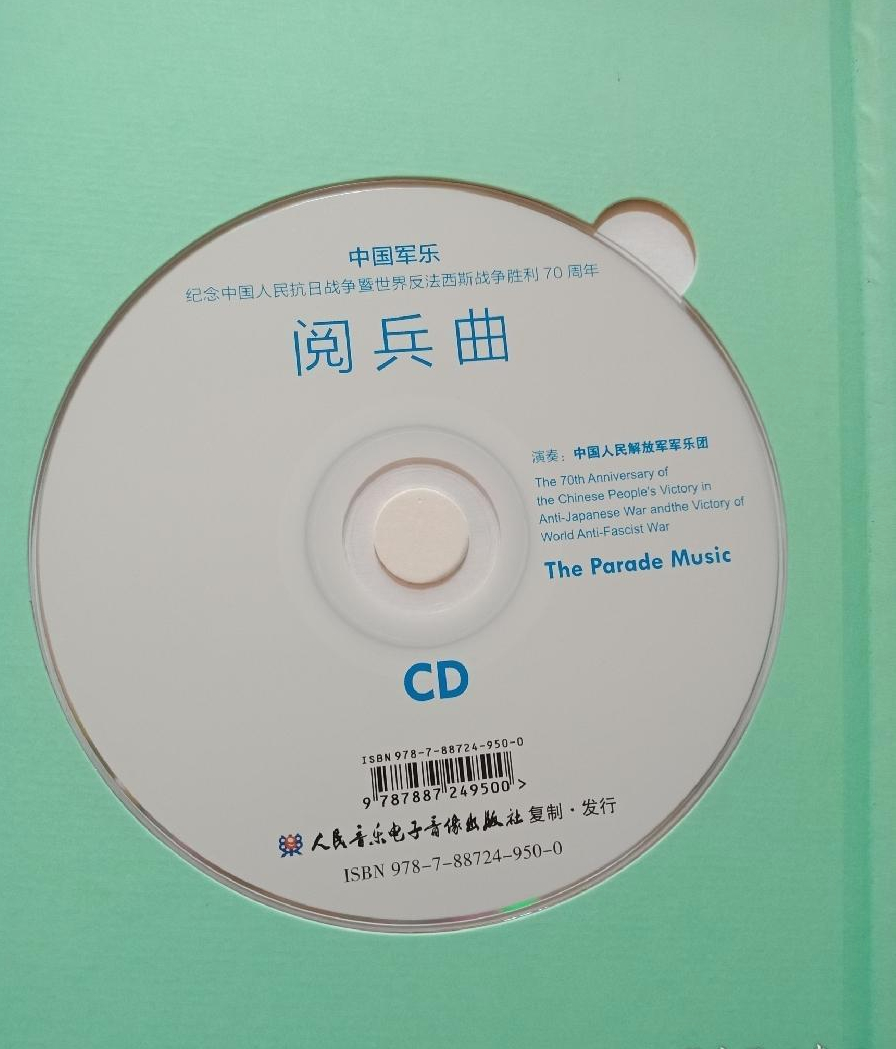 中国军乐
纪念中国人民抗日战争暨世界反法西斯战争胜利 70 周年
阅兵曲
演奏：中国人民解放军军乐团
The 70th Anniversary of
the Chinese People's Victory in
Anti-Japanese War andthe Victory of
World Anti-Fascist War
The Parade Music
CD
ISBN 978-7-88724-950-0
9 787887 249500 >
人民音乐电子音像出版社 复制·发行
ISBN 978-7-88724-950-0